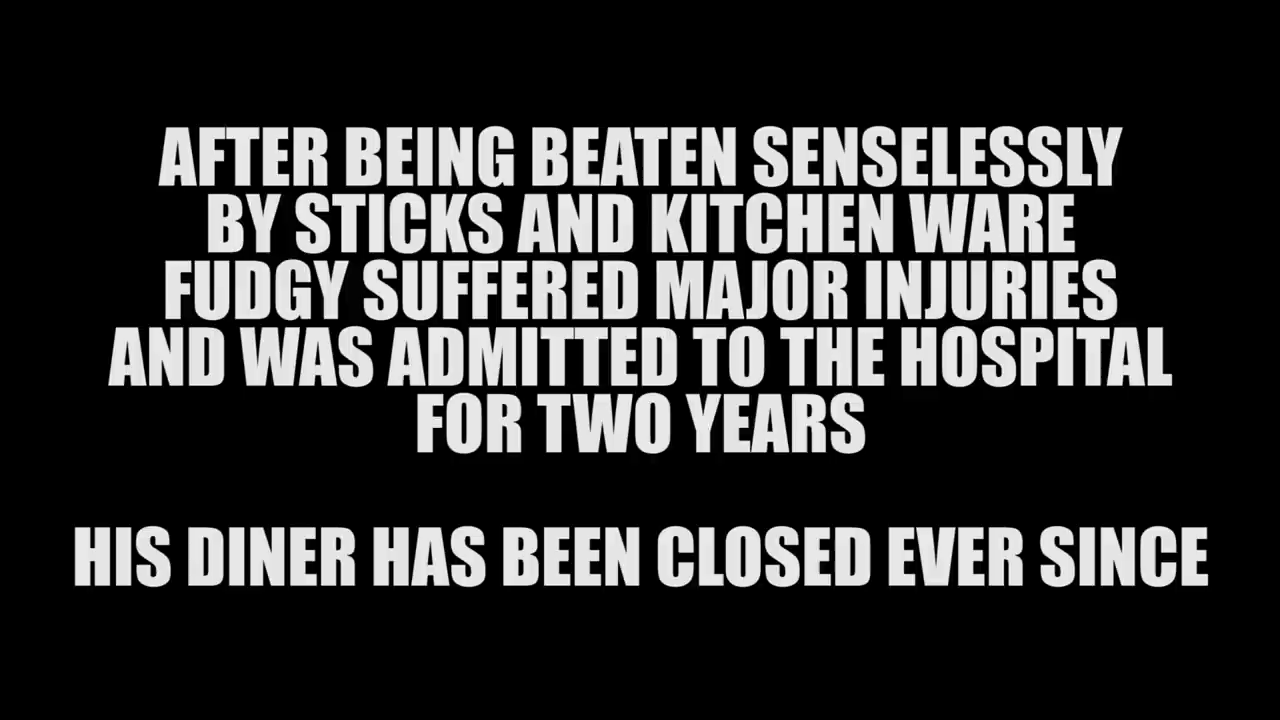 AFTER BEING BEATEN SENSELESSLY
BY STICKS AND KITCHEN WARE
FUDGY SUFFERED MAJOR INJURIES
AND WAS ADMITTED TO THE HOSPITAL
FOR TWO YEARS
HIS DINER HAS BEEN CLOSED EVER SINCE